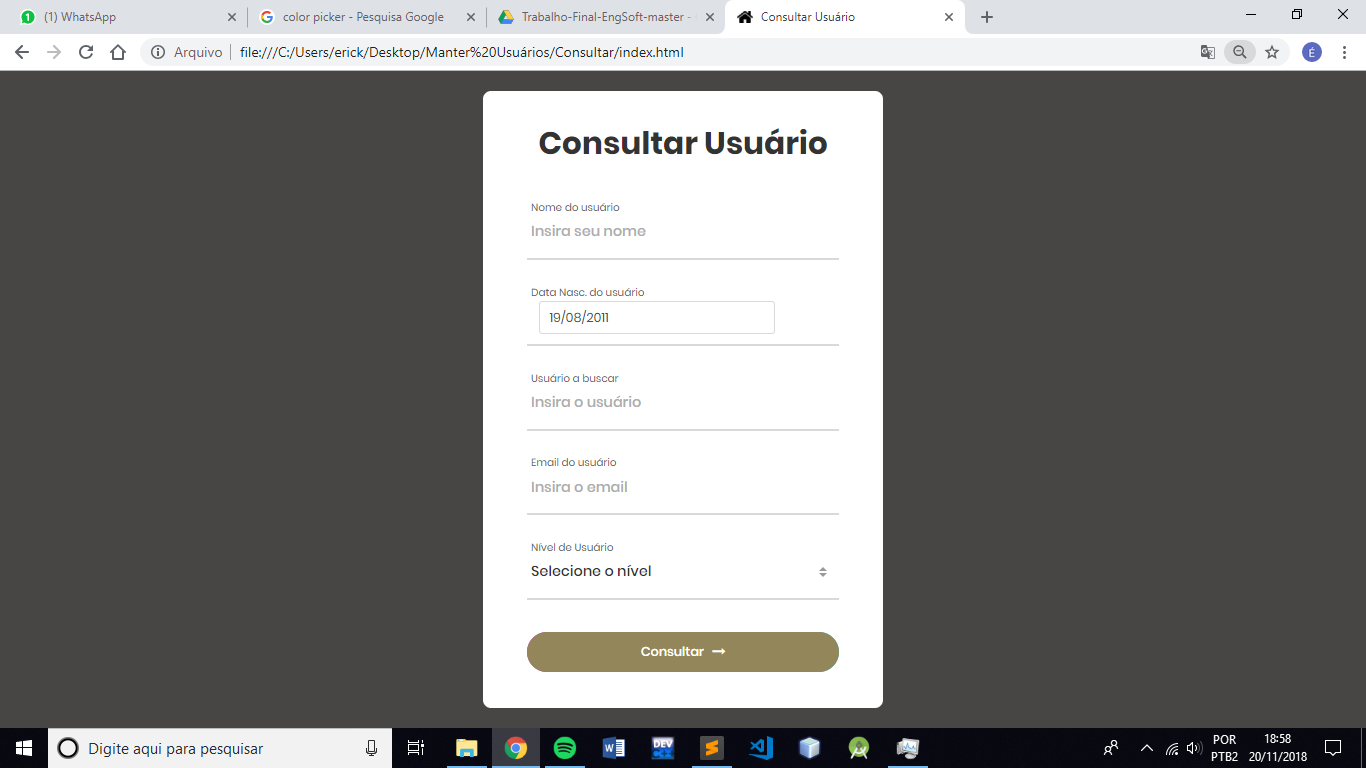 (1) WhatsApp
color picker - Pesquisa Google
Trabalho-Final-EngSoft-master -
Consultar Usuário
Arquivo
file:///C:/Users/erick/Desktop/Manter%20Usuários/Consultar/index.html
É
Consultar Usuário
Nome do usuário
Insira seu nome
Data Nasc. do usuário
19/08/2011
Usuário a buscar
Insira o usuário
Email do usuário
Insira o email
Nível de Usuário
Selecione o nível
Consultar
Digite aqui para pesquisar
DEV
POR
PTB2
18:58
20/11/2018